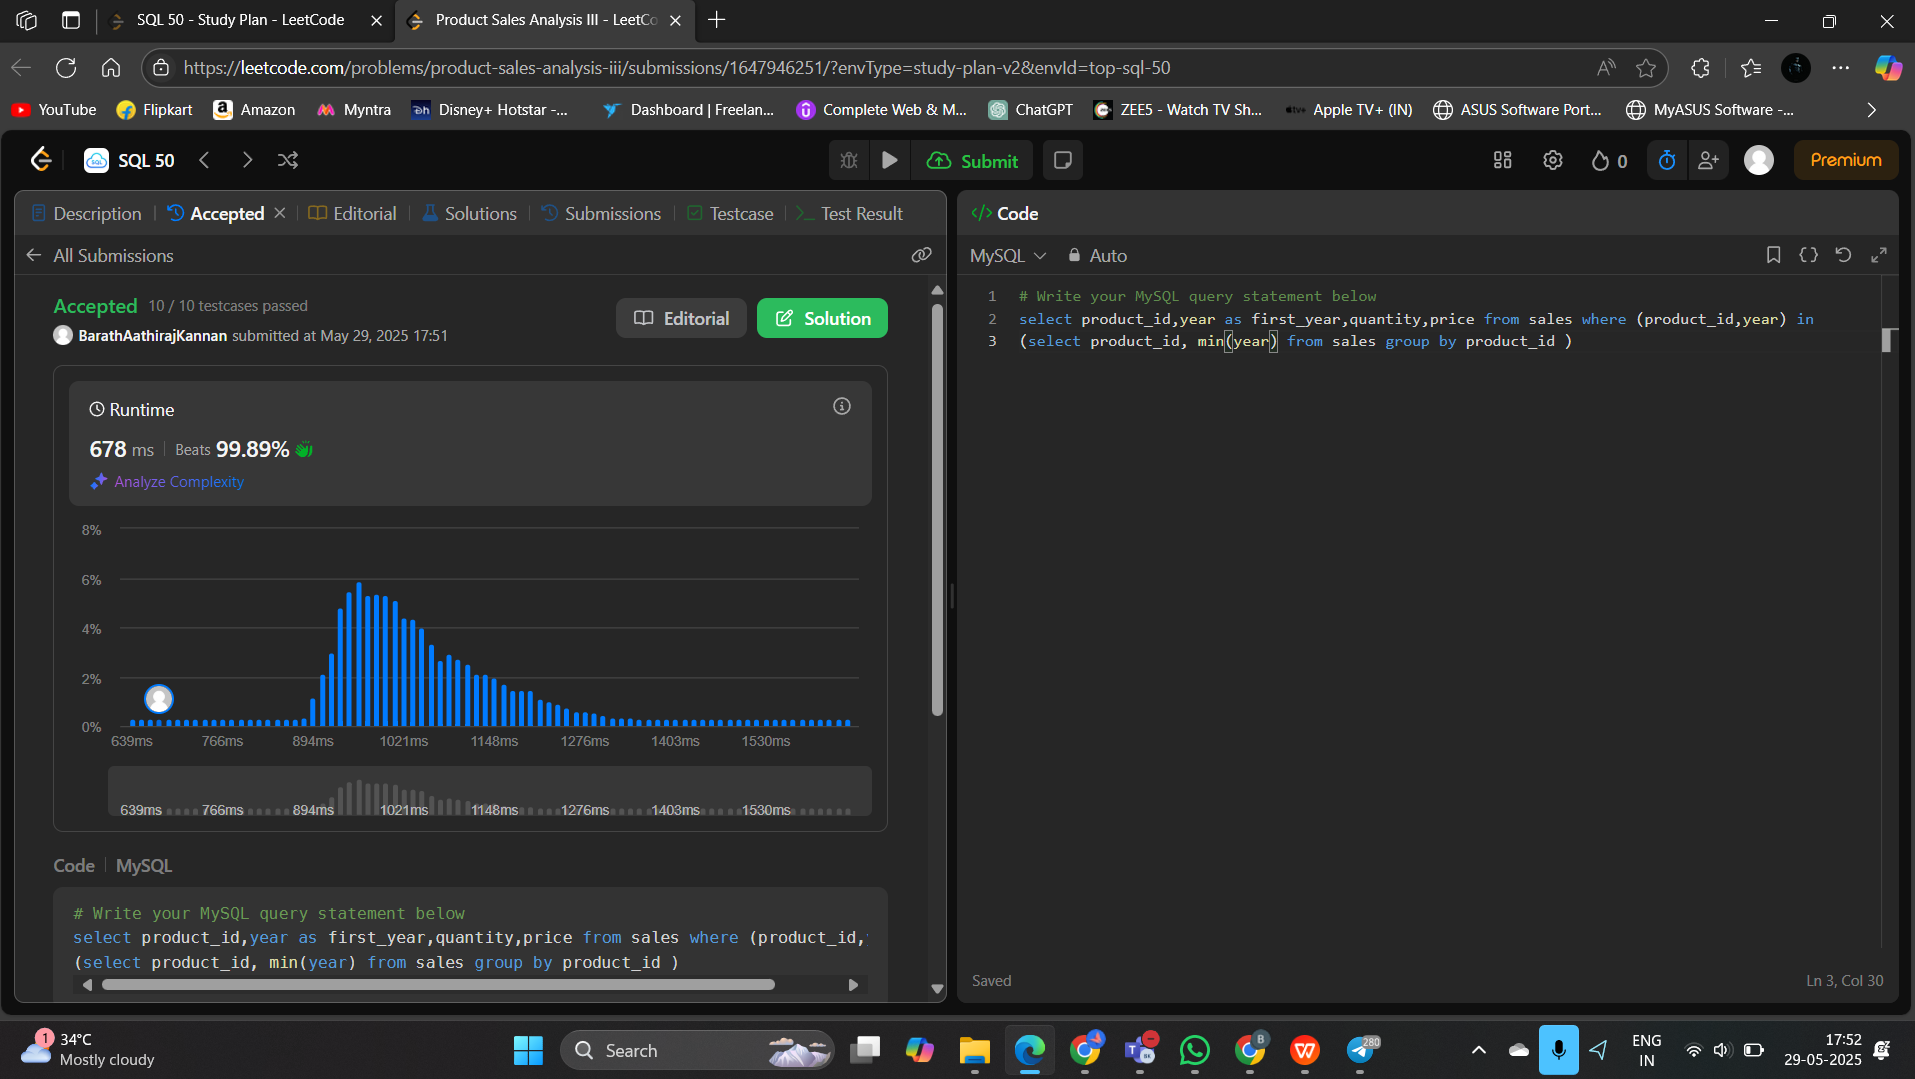 SQL 50 - Study Plan - LeetCode
Product Sales Analysis III - LeetCo
https://leetcode.com/problems/product-sales-analysis-iii/submissions/1647946251/?envType=study-plan-v2&envId=top-sql-50
YouTube Flipkart Amazon Myntra Disney+ Hotstar -... Dashboard | Freelan... Complete Web & M... ChatGPT ZEE5 - Watch TV Sh... Apple TV+ (IN) ASUS Software Port... MyASUS Software -...
SQL 50 Submit 0 Premium
Description Accepted Editorial Solutions Submissions Testcase Test Result
All Submissions
Accepted 10 / 10 testcases passed
BarathAathirajKannan submitted at May 29, 2025 17:51
Editorial Solution
Runtime
678 ms Beats 99.89%
Analyze Complexity
8%
6%
4%
2%
0%
639ms 766ms 894ms 1021ms 1148ms 1276ms 1403ms 1530ms
639ms 766ms 894ms 1021ms 1148ms 1276ms 1403ms 1530ms
Code MySQL
# Write your MySQL query statement below
select product_id,year as first_year,quantity,price from sales where (product_id,
(select product_id, min(year) from sales group by product_id )
</> Code
MySQL Auto
1 # Write your MySQL query statement below
2 select product_id,year as first_year,quantity,price from sales where (product_id,year) in
3 (select product_id, min(year) from sales group by product_id )
Saved Ln 3, Col 30
1 34°C
Mostly cloudy
Search
280
ENG
IN
17:52
29-05-2025